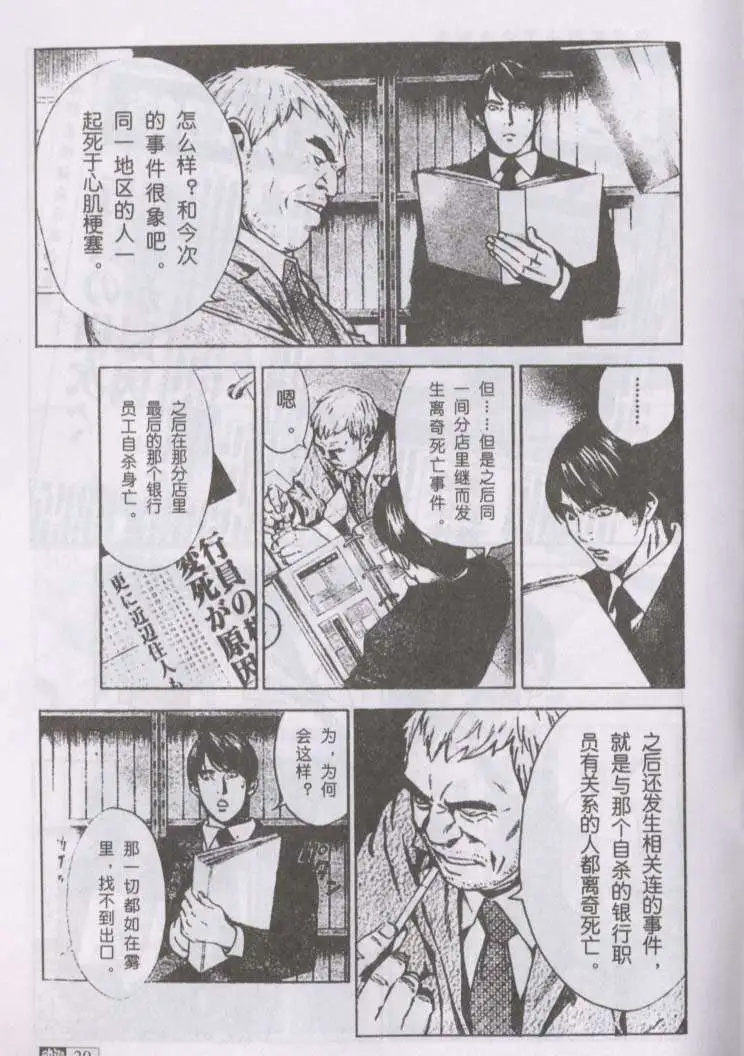 怎么样？和今次
的事件很象吧。
同一地区的人一
起死于心肌梗塞。
…………
但……但是之后同
一间分店里继而发
生离奇死亡事件。
嗯。
之后在那分店里
最后的那个银行
员工自杀身亡。
行員の
変死が原因
更に近辺住人も
之后还发生相关连的事件，
就是与那个自杀的银行职
员有关系的人都离奇死亡。
为，为何
会这样？
那一切都如在雾
里，找不到出口。